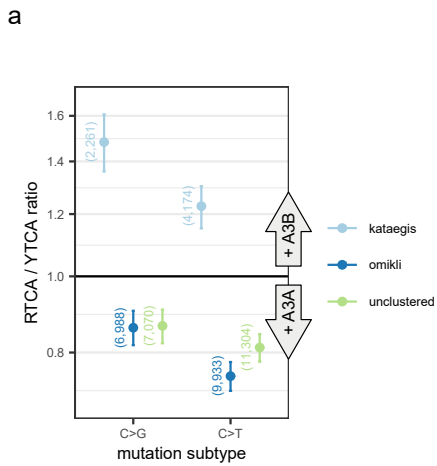 a
RTCA / YTCA ratio
1.6
1.4
1.2
1.0
0.8
(2,261)
(4,174)
(6,988)
(7,070)
(9,933)
(11,304)
+ A3B
+ A3A
kataegis
omikli
unclustered
C>G
C>T
mutation subtype